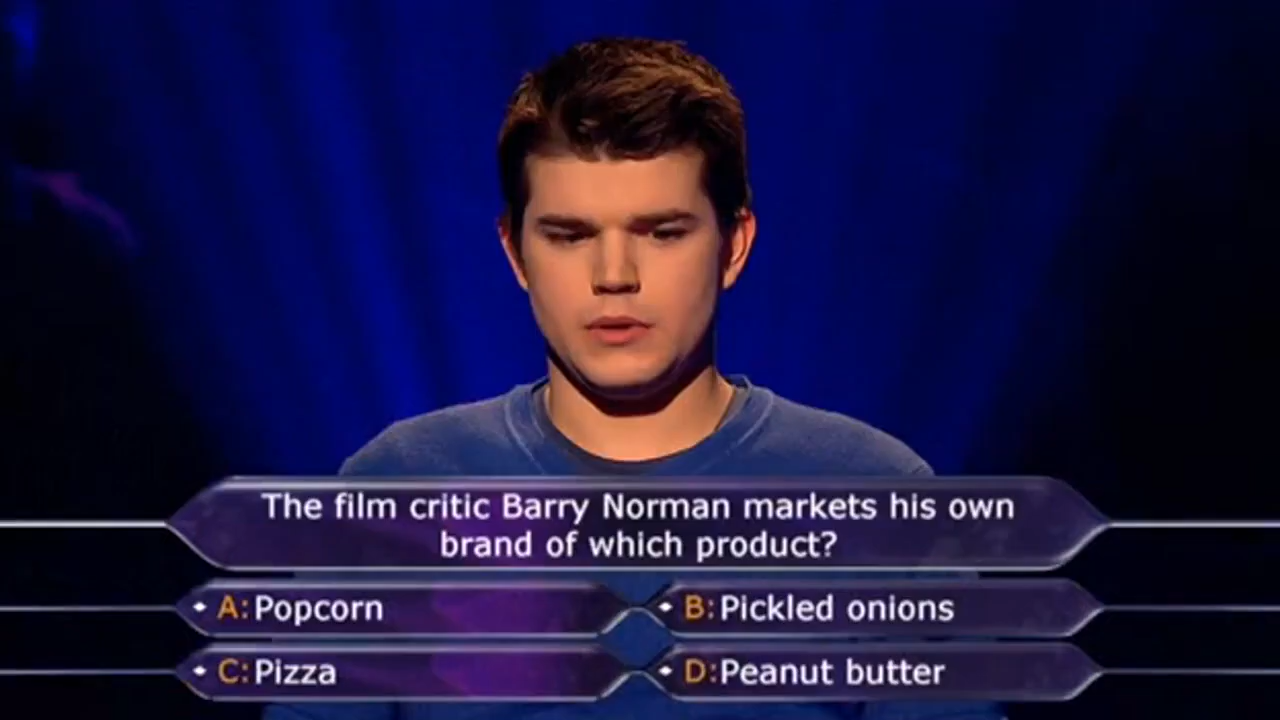 The film critic Barry Norman markets his own
brand of which product?
A: Popcorn
B: Pickled onions
C: Pizza
D: Peanut butter